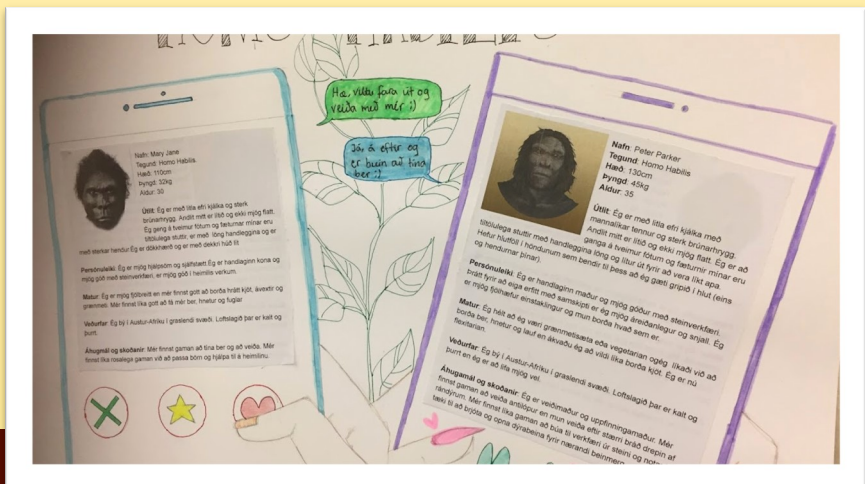 HOMO HABILIS
Hæ, viltu fara út og
veiða með mér ;)
Já, á eftir og
er buin að tína
ber :)
Nafn: Mary Jane
Tegund: Homo Habilis
Hæð: 110cm
Þyngd: 32kg
Aldur: 30
Útlit: Ég er með litla efri kjálka og sterk
brúnarhrygg. Andlit mitt er lítið og ekki mjög flatt.
Ég geng á tveimur fótum og fæturnar mínar eru
tiltölulega stuttir, er með löng handleggina og er
með sterkar hendur.Ég er dökkhærð og er með dekkri húð lit
Persónuleiki: Ég er mjög hjálpsöm og sjálfstætt.Ég er handlaginn kona og
mjög góð með steinverkfæri, er mjög góð í heimilis verkum.
Matur: Ég er mjög fjölbreitt en mér finnst gott að borða hrátt kjöt, ávextir og
grænmeti. Mér finnst líka gott að fá mér ber, hnetur og fuglar
Veðurfar: Ég bý í Austur-Afríku í graslendi svæði. Loftslagið þar er kalt og
þurrt.
Áhugmál og skoðanir: Mér finnst gaman að tína ber og að veiða. Mér
finnst líka rosalega gaman við að passa börn og hjálpa til á heimilinu.
Nafn: Peter Parker
Tegund: Homo Habilis
Hæð: 130cm
Þyngd: 45kg
Aldur: 35
Útlit: Ég er með litla efri kjálka með
mannalíkar tennur og sterk brúnarhrygg.
Andlit mitt er lítið og ekki mjög flatt. Ég er að
ganga á tveimur fótum og fæturnar mínar eru
tiltölulega stuttir með handleggina löng og lítur út fyrir að vera líkt apa.
Hefur hlutföll í höndunum sem bendir til þess að ég gæti gripið í hlut (eins
og hendurnar þínar).
Persónuleiki: Ég er handlaginn maður og mjög góður með steinverkfæri.
þrátt fyrir að eiga erfitt með samskipti er ég mjög áreiðanlegur og snjall. Ég
er mjög fjölhæfur einstaklingur og mun borða hvað sem er.
Matur: Ég hélt að ég væri grænmetisæta eða vegetarian ogég líkaði við að
borða ber, hnetur og lauf en ákvaðu ég að vildi líka borða kjöt. Ég er nú
flexitarian.
Veðurfar: Ég bý í Austur-Afríku í graslendi svæði. Loftslagið þar er kalt og
þurrt en ég er að lifa mjög vel.
Áhugamál og skoðanir: Ég er veiðimaður og uppfinningamaður. Mér
finnst gaman að veiða antilópur en mun veiða eftir stærri bráð drepin af
rándýrum. Mér finnst líka gaman að búa til verkfæri úr steini og nota
tæki til að brjóta og opna dýrabeina fyrir nærandi